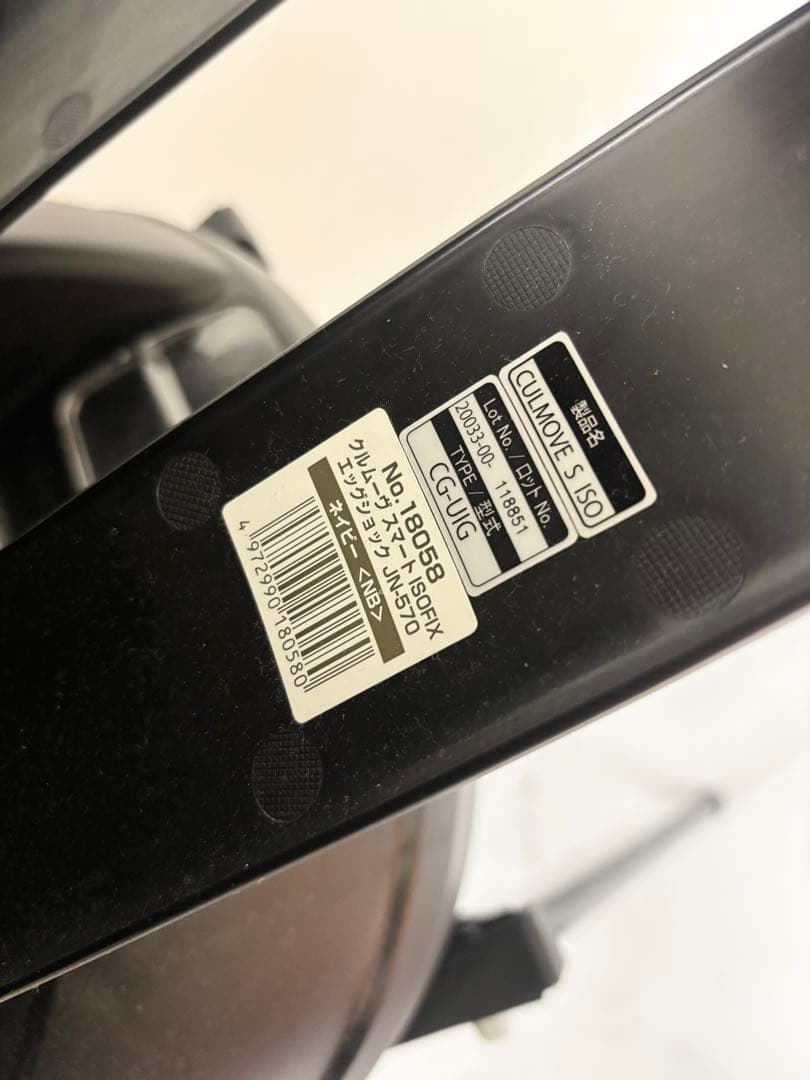 製品名
CULMOVE S ISO
Lot No. / ロット No.
20033-00- 118851
TYPE / 型式
CG-UIG
No.18058
クルムーヴ スマート ISOFIX
エッグショック JN-570
ネイビー <NB>
4 972990 180580